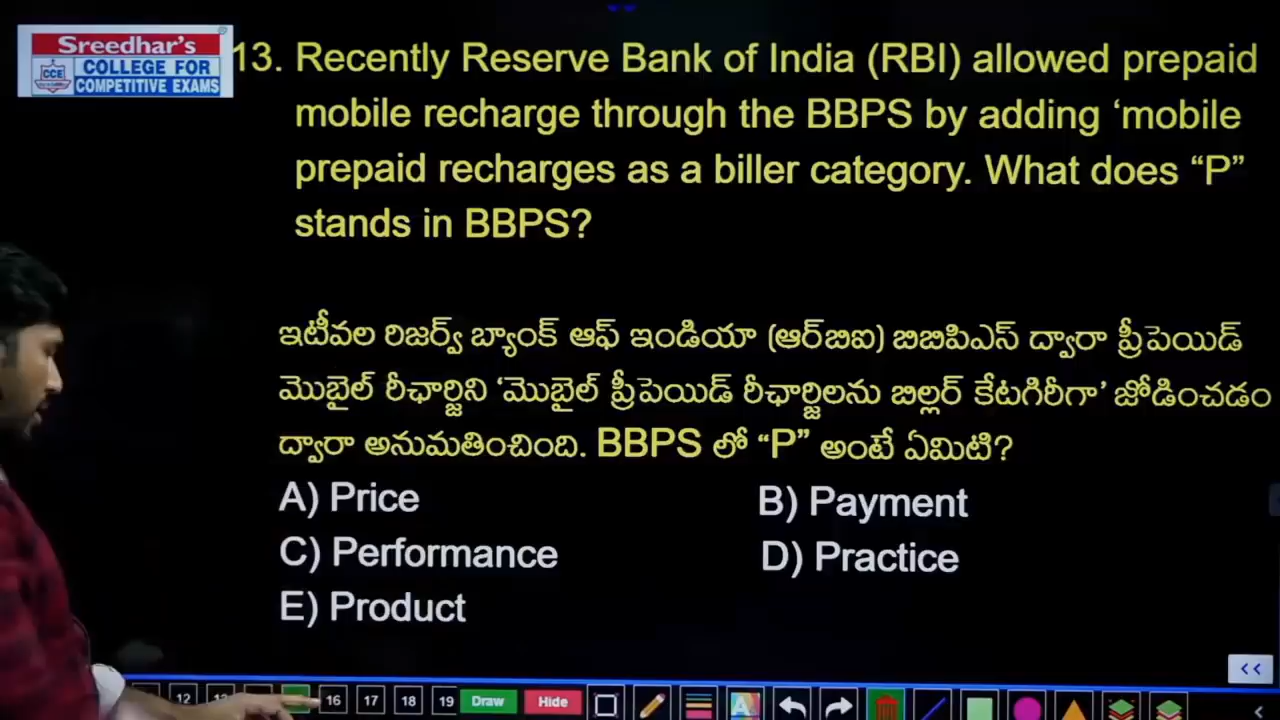 Sreedhar's
CCE
COLLEGE FOR
COMPETITIVE EXAMS
13. Recently Reserve Bank of India (RBI) allowed prepaid
mobile recharge through the BBPS by adding ‘mobile
prepaid recharges as a biller category. What does “P”
stands in BBPS?
ఇటీవల రిజర్వ్ బ్యాంక్ ఆఫ్ ఇండియా (ఆర్‌బిఐ) బిబిపిఎస్ ద్వారా ప్రీపెయిడ్
మొబైల్ రీఛార్జిని ‘మొబైల్ ప్రీపెయిడ్ రీఛార్జిలను బిల్లర్ కేటగిరీగా’ జోడించడం
ద్వారా అనుమతించింది. BBPS లో “P” అంటే ఏమిటి?
A) Price B) Payment
C) Performance D) Practice
E) Product
<<
12 16 17 18 19 Draw Hide A <